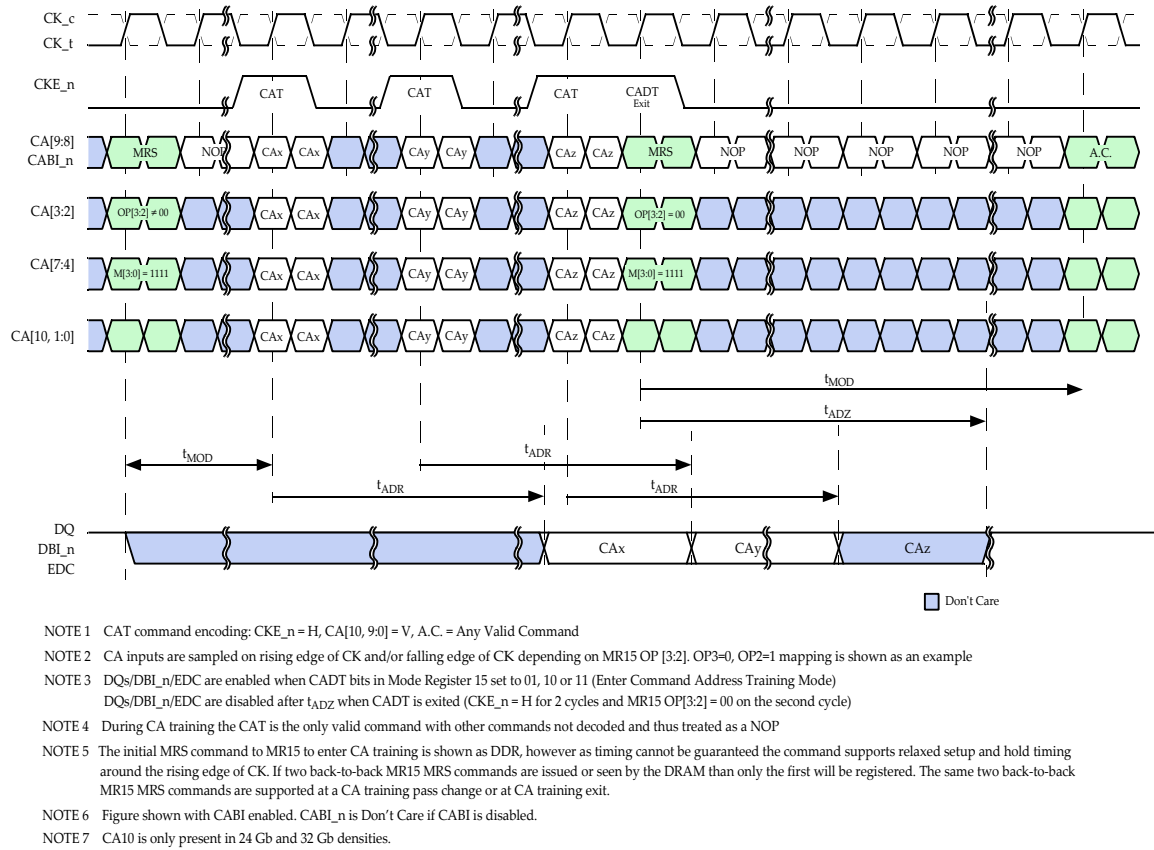 CK_c
CK_t
CKE_n
CAT CAT CAT CADT
Exit
CA[9:8]
CABI_n
MRS NOP CAx CAx CAy CAy CAz CAz MRS NOP NOP NOP NOP NOP A.C.
CA[3:2] OP[3:2] ≠ 00 CAx CAx CAy CAy CAz CAz OP[3:2] = 00
CA[7:4] M[3:0] = 1111 CAx CAx CAy CAy CAz CAz M[3:0] = 1111
CA[10, 1:0] CAx CAx CAy CAy CAz CAz
tMOD
tADZ
tMOD tADR
tADR tADR
DQ
DBI_n CAx CAy CAz
EDC
Don't Care
NOTE 1 CAT command encoding: CKE_n = H, CA[10, 9:0] = V, A.C. = Any Valid Command
NOTE 2 CA inputs are sampled on rising edge of CK and/or falling edge of CK depending on MR15 OP [3:2]. OP3=0, OP2=1 mapping is shown as an example
NOTE 3 DQs/DBI_n/EDC are enabled when CADT bits in Mode Register 15 set to 01, 10 or 11 (Enter Command Address Training Mode)
DQs/DBI_n/EDC are disabled after tADZ when CADT is exited (CKE_n = H for 2 cycles and MR15 OP[3:2] = 00 on the second cycle)
NOTE 4 During CA training the CAT is the only valid command with other commands not decoded and thus treated as a NOP
NOTE 5 The initial MRS command to MR15 to enter CA training is shown as DDR, however as timing cannot be guaranteed the command supports relaxed setup and hold timing
around the rising edge of CK. If two back-to-back MR15 MRS commands are issued or seen by the DRAM than only the first will be registered. The same two back-to-back
MR15 MRS commands are supported at a CA training pass change or at CA training exit.
NOTE 6 Figure shown with CABI enabled. CABI_n is Don't Care if CABI is disabled.
NOTE 7 CA10 is only present in 24 Gb and 32 Gb densities.